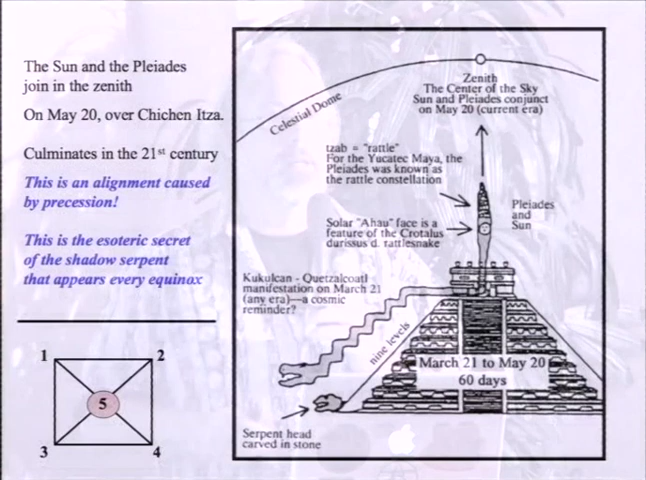 The Sun and the Pleiades
join in the zenith
On May 20, over Chichen Itza.
Culminates in the 21st century
This is an alignment caused
by precession!
This is the esoteric secret
of the shadow serpent
that appears every equinox
1
2
5
3
4
Celestial Dome
Zenith
The Center of the Sky
Sun and Pleiades conjunct
on May 20 (current era)
tzab = "rattle"
For the Yucatec Maya, the
Pleiades was known as
the rattle constellation
Solar "Ahau" face is a
feature of the Crotalus
durissus d. rattlesnake
Pleiades
and
Sun
Kukulcan - Quetzalcoatl
manifestation on March 21
(any era)—a cosmic
reminder?
nine levels
March 21 to May 20
60 days
Serpent head
carved in stone